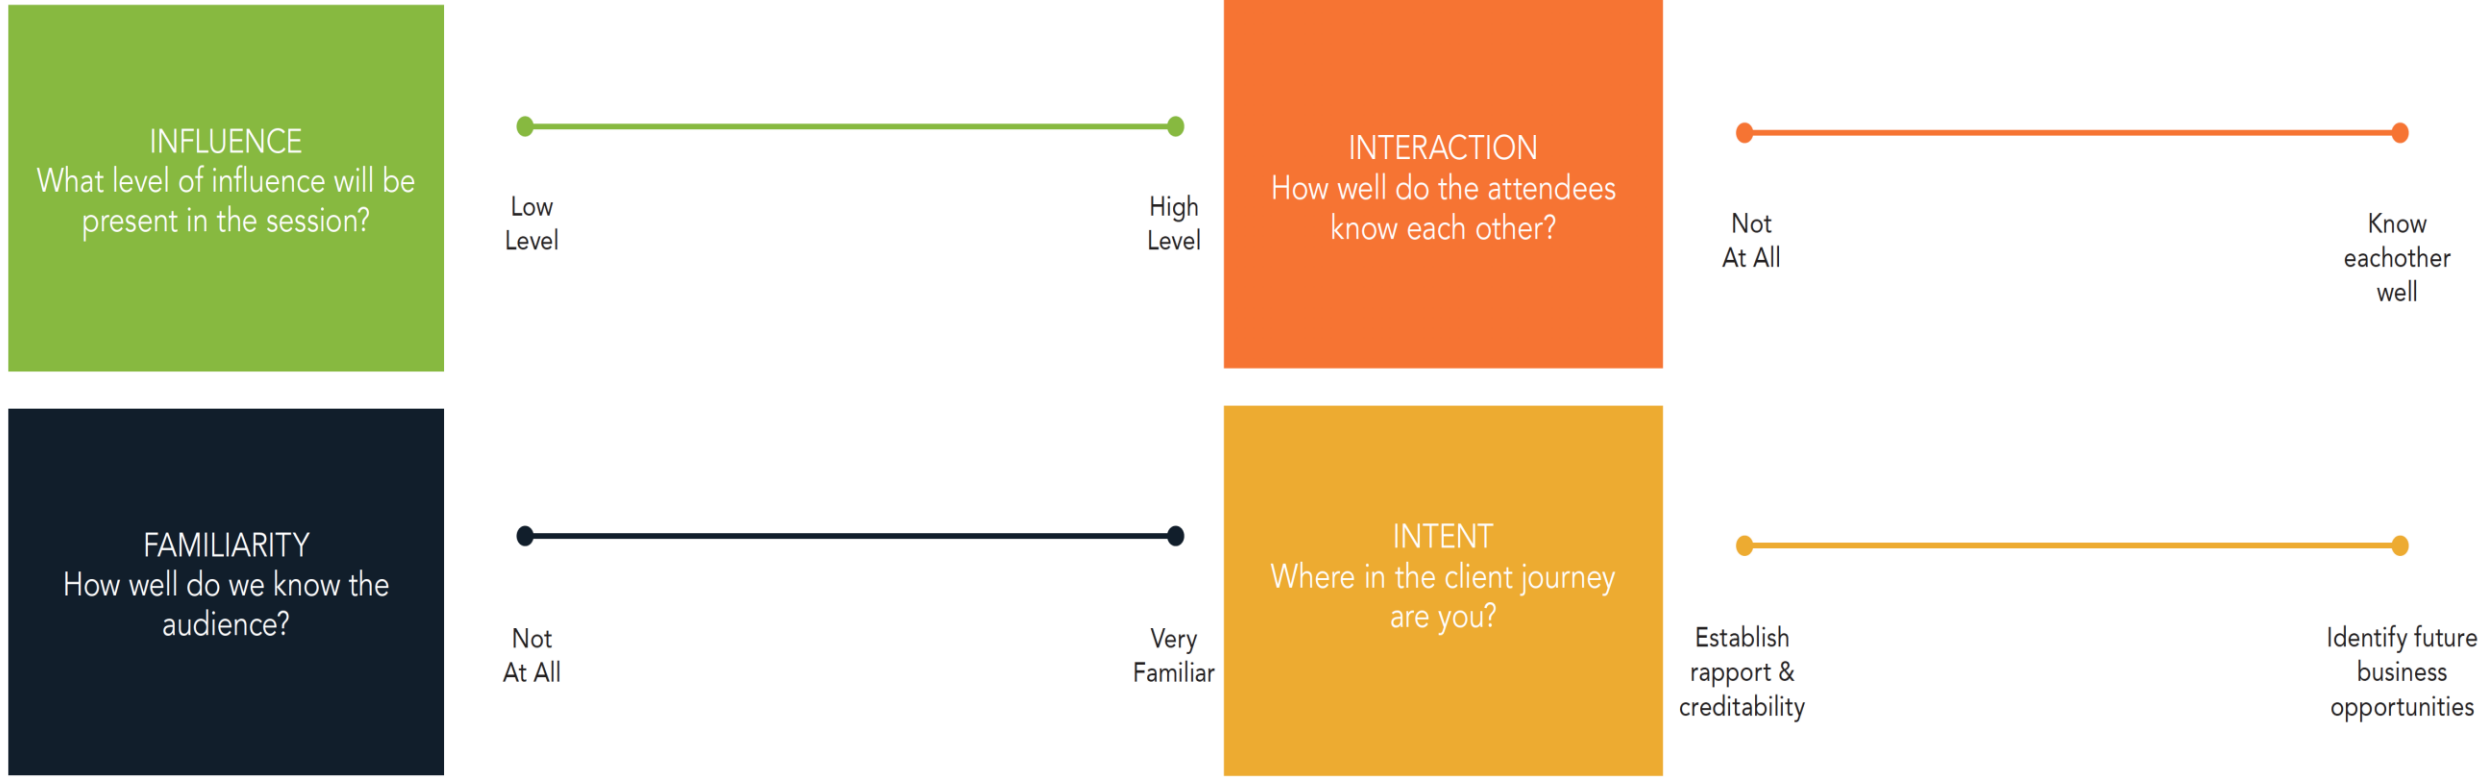 INFLUENCE
What level of influence will be
present in the session?
Low
Level
High
Level
INTERACTION
How well do the attendees
know each other?
Not
At All
Know
eachother
well
FAMILIARITY
How well do we know the
audience?
Not
At All
Very
Familiar
INTENT
Where in the client journey
are you?
Establish
rapport &
creditability
Identify future
business
opportunities